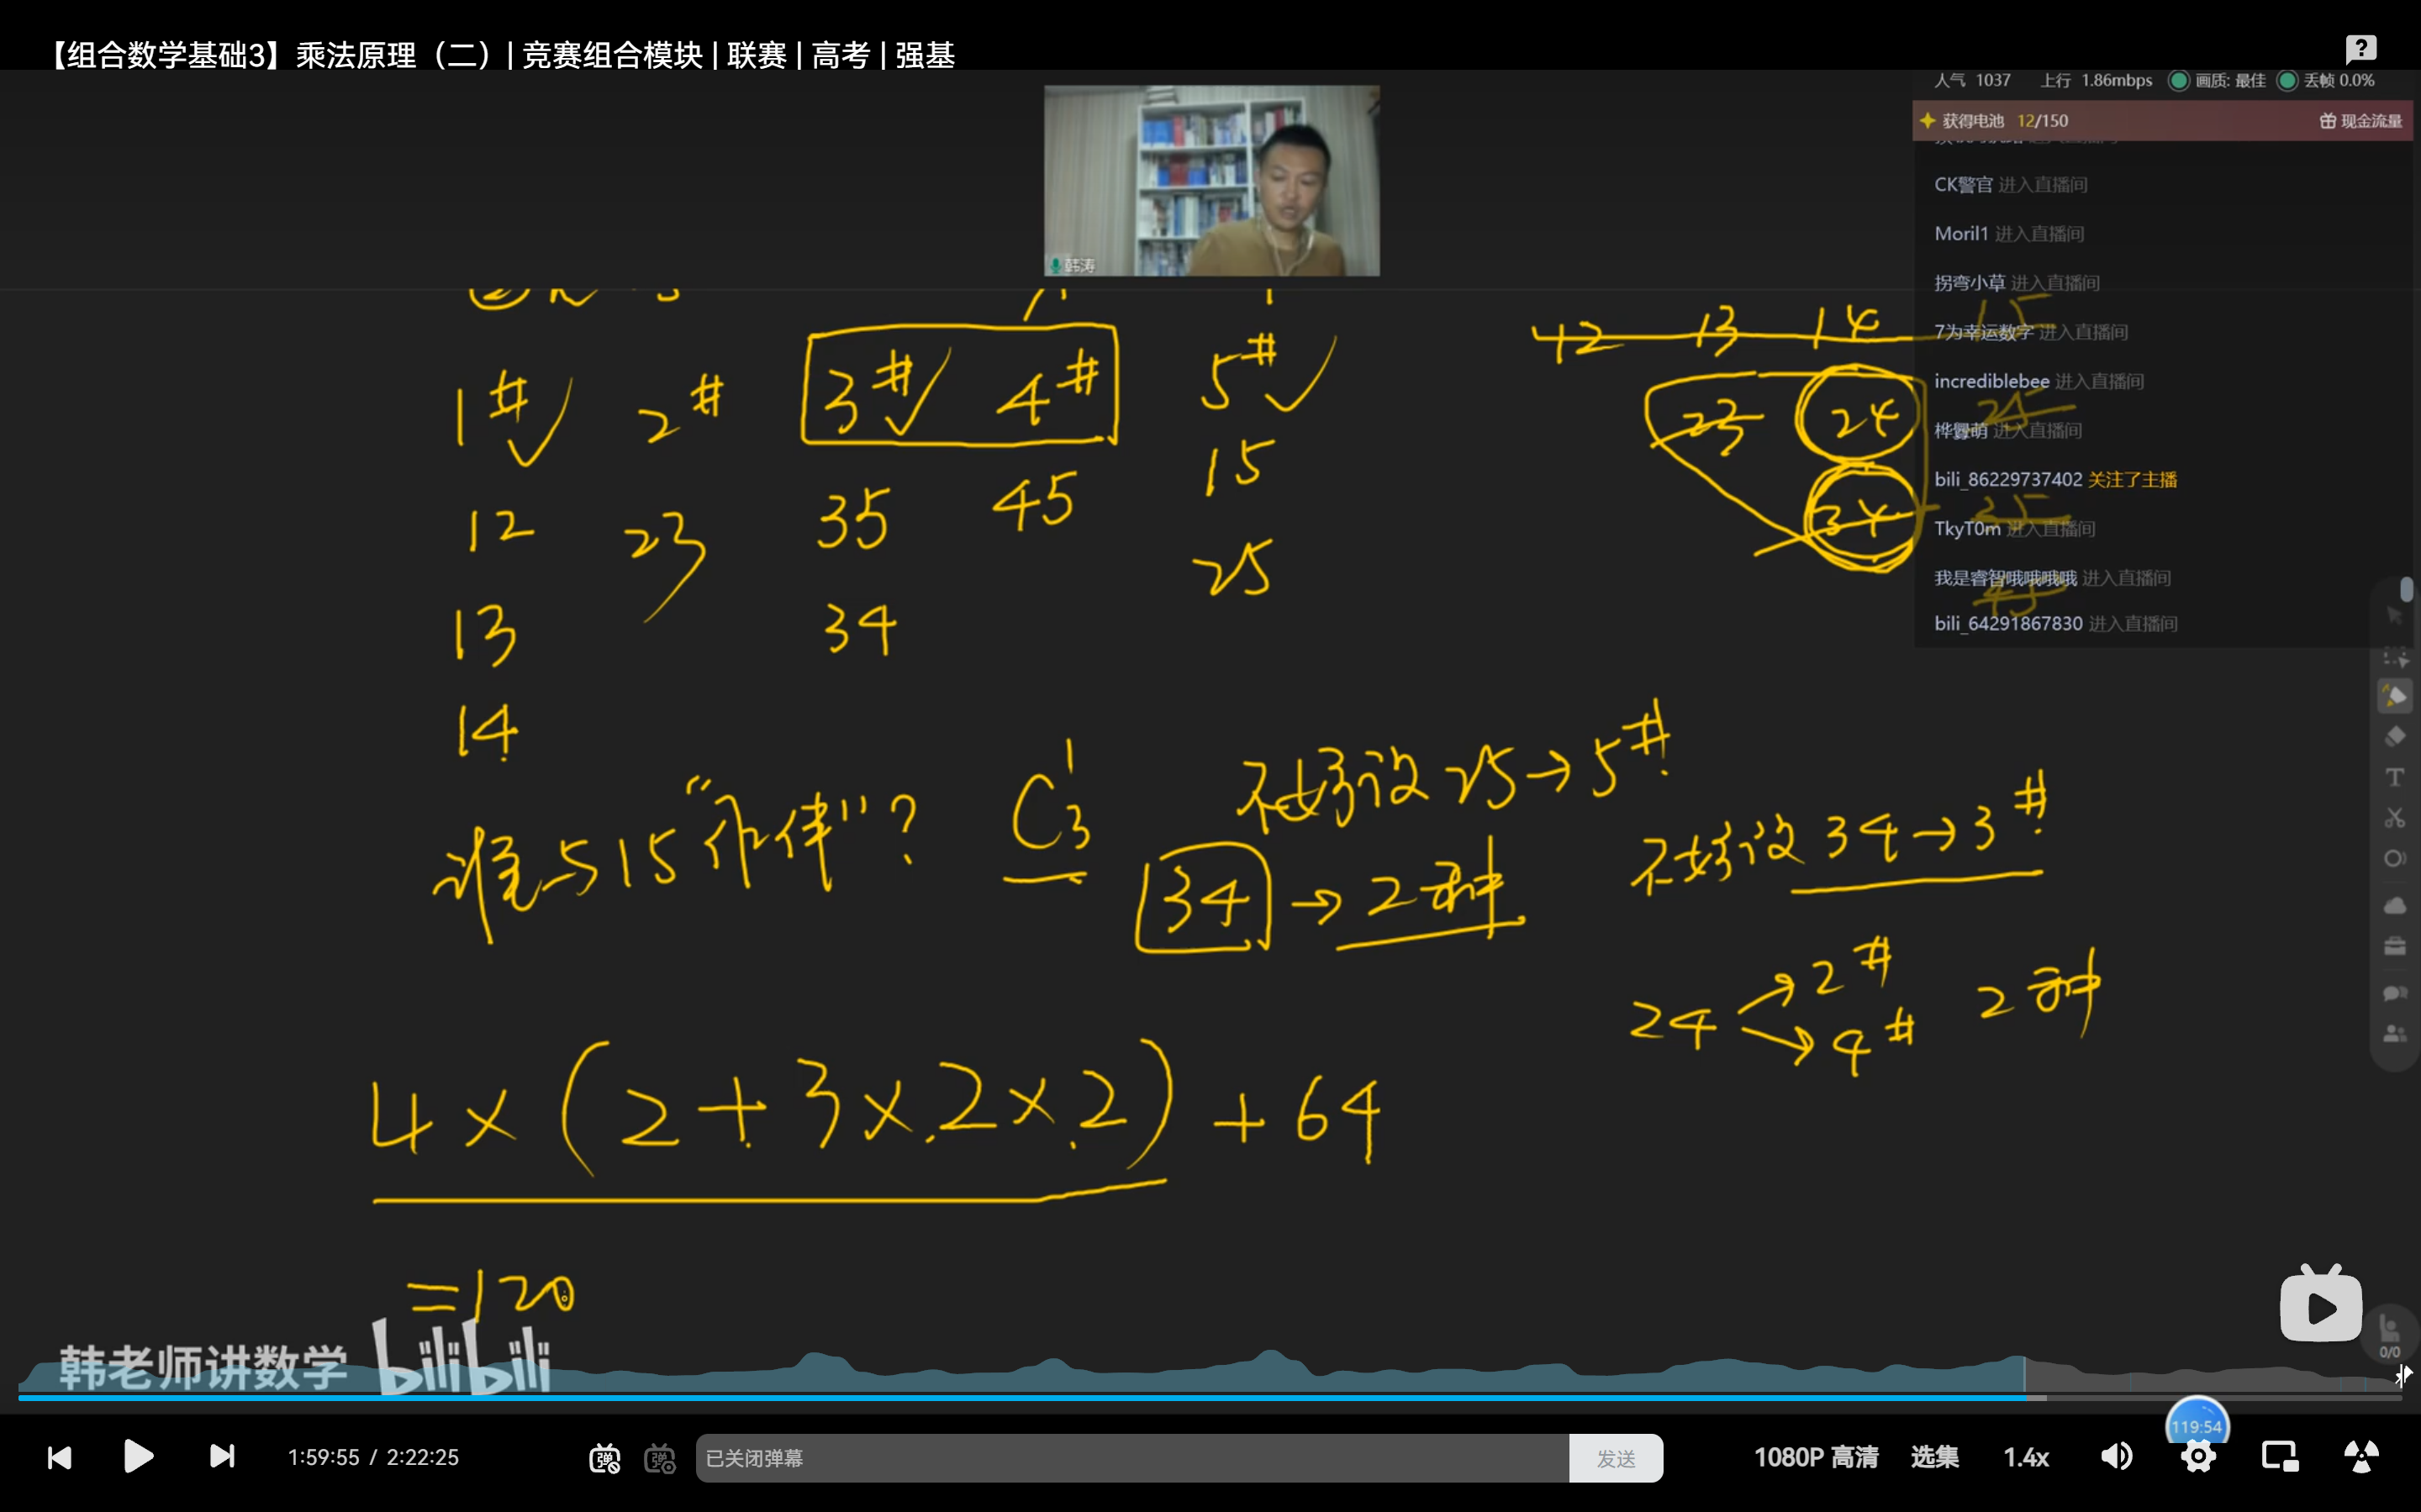 【组合数学基础3】乘法原理（二）| 竞赛组合模块 | 联赛 | 高考 | 强基
人气 1037 上行 1.86mbps 画质: 最佳 丢帧 0.0%
获得电池 12/150 现金流量
CK警官 进入直播间
Moril1 进入直播间
拐弯小草 进入直播间
7为幸运数字 进入直播间
incrediblebee 进入直播间
进入直播间
bili_86229737402 关注了主播
TkyT0m 进入直播间
我是睿智哦哦哦哦 进入直播间
bili_64291867830 进入直播间
韩涛
12 13 14 15
23 24 25
34 35
45
1# 2# 3# 4# 5#
12 23 35 45 15
13 34 25
14
谁与15“作伴”？ C₃¹
不妨设 25→5#
34 → 2种
不妨设 34→3#
24 → 2#
→ 4# 2种
4×(2+3×2×2)+64
=120
韩老师讲数学 bilibili
0/0
119:54
1:59:55 / 2:22:25 弹 弹 已关闭弹幕 发送 1080P 高清 选集 1.4x